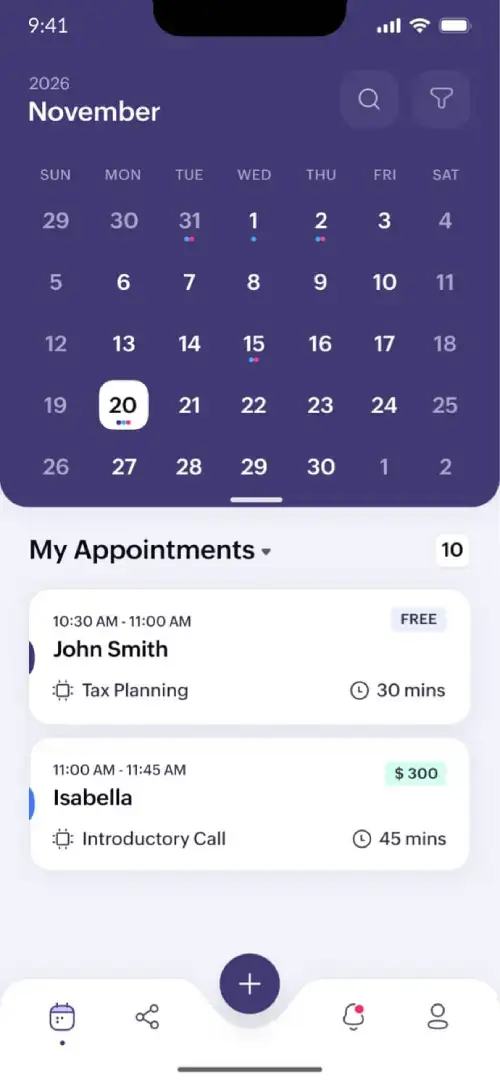 9:41
2026
November
SUN MON TUE WED THU FRI SAT
29 30 31 1 2 3 4
5 6 7 8 9 10 11
12 13 14 15 16 17 18
19 20 21 22 23 24 25
26 27 28 29 30 1 2
My Appointments 10
10:30 AM - 11:00 AM FREE
John Smith
Tax Planning 30 mins
11:00 AM - 11:45 AM $ 300
Isabella
Introductory Call 45 mins